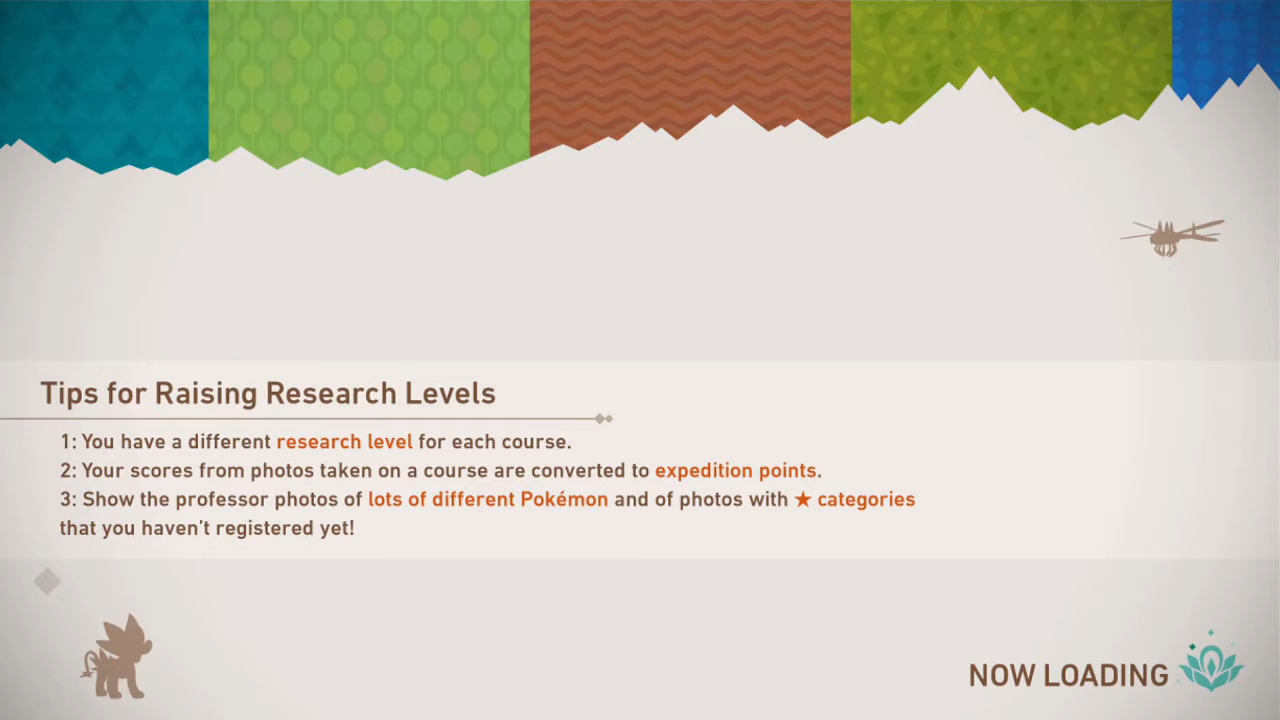 Tips for Raising Research Levels
1: You have a different research level for each course.
2: Your scores from photos taken on a course are converted to expedition points.
3: Show the professor photos of lots of different Pokémon and of photos with ★ categories
that you haven't registered yet!
NOW LOADING